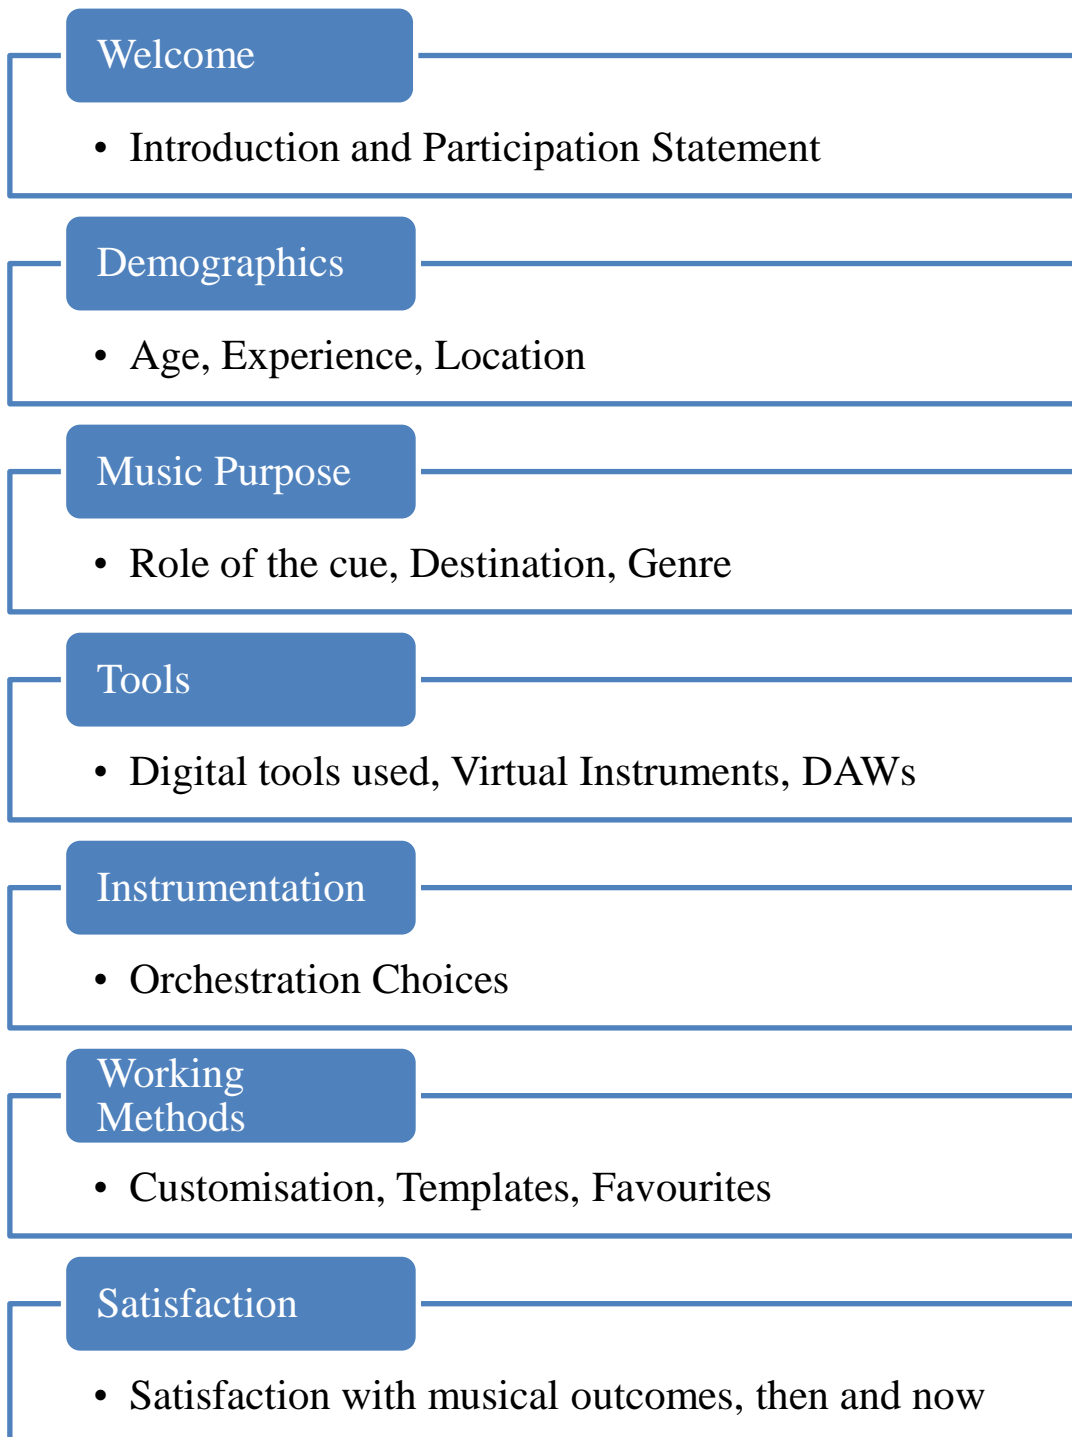 Welcome
• Introduction and Participation Statement
Demographics
• Age, Experience, Location
Music Purpose
• Role of the cue, Destination, Genre
Tools
• Digital tools used, Virtual Instruments, DAWs
Instrumentation
• Orchestration Choices
Working
Methods
• Customisation, Templates, Favourites
Satisfaction
• Satisfaction with musical outcomes, then and now